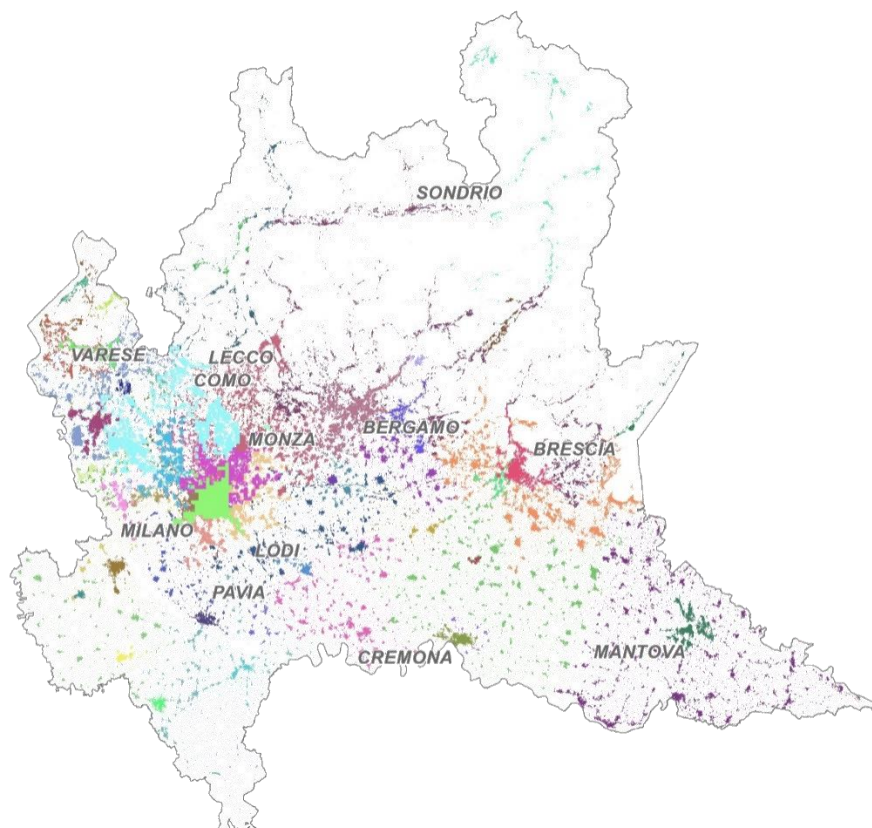 SONDRIO
VARESE
LECCO
COMO
BERGAMO
MONZA
BRESCIA
MILANO
LODI
PAVIA
CREMONA
MANTOVA